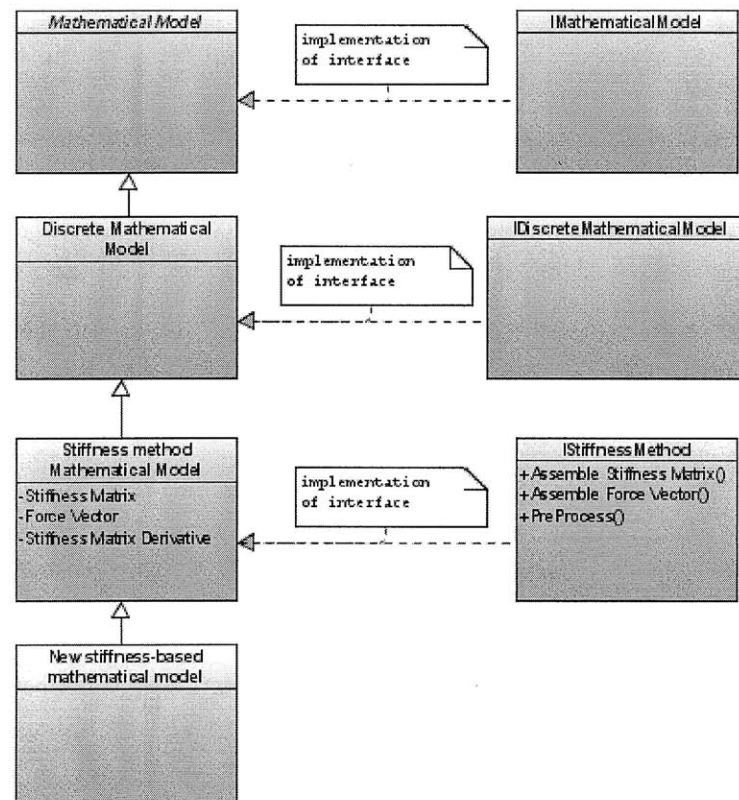 Mathematical Model
implementation
of interface
IMathematicalModel
Discrete Mathematical
Model
implementation
of interface
IDiscreteMathematicalModel
Stiffness method
Mathematical Model
-Stiffness Matrix
-Force Vector
-Stiffness Matrix Derivative
implementation
of interface
IStiffnessMethod
+Assemble Stiffness Matrix()
+Assemble Force Vector()
+PreProcess()
New stiffness-based
mathematical model